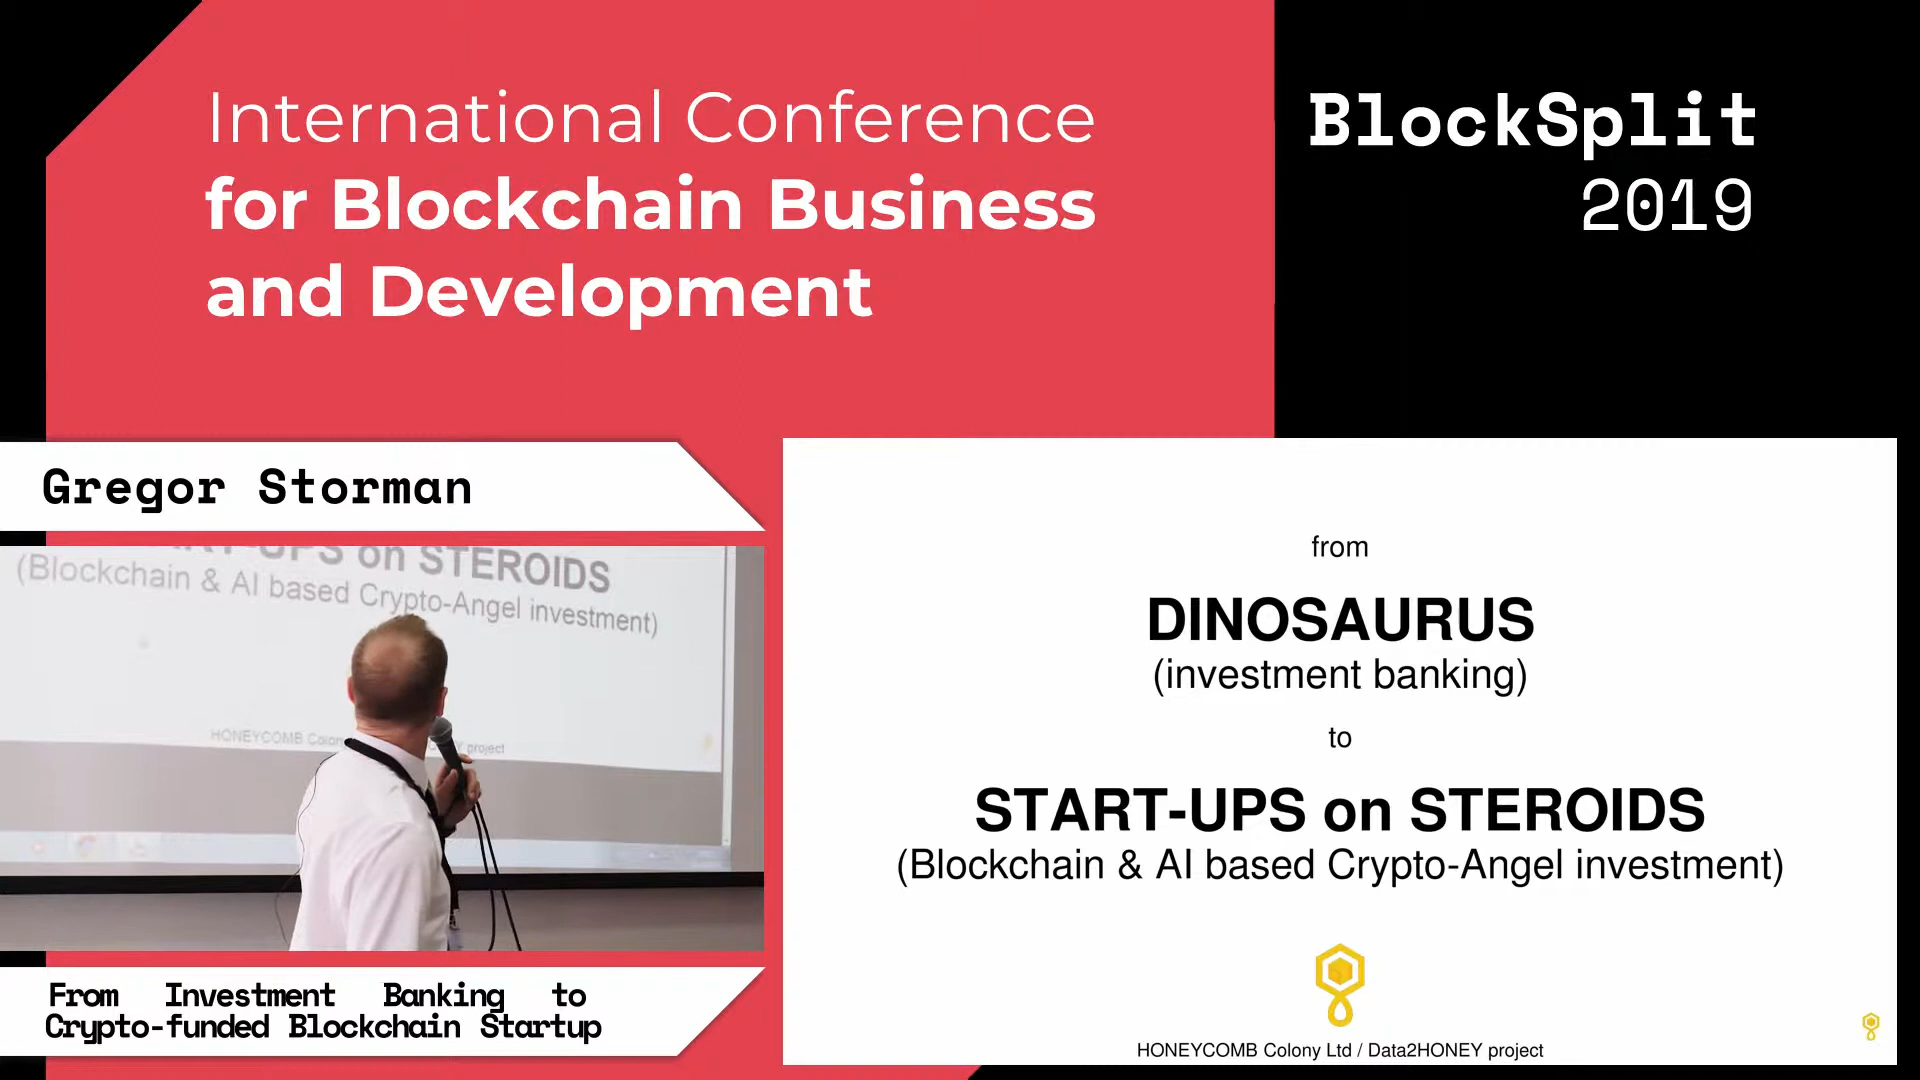 International Conference
for Blockchain Business
and Development
BlockSplit
2019
Gregor Storman
UPS on STEROIDS
(Blockchain & AI based Crypto-Angel investment)
HONEYCOMB
project
From Investment Banking to
Crypto-funded Blockchain Startup
from
DINOSAURUS
(investment banking)
to
START-UPS on STEROIDS
(Blockchain & AI based Crypto-Angel investment)
HONEYCOMB Colony Ltd / Data2HONEY project